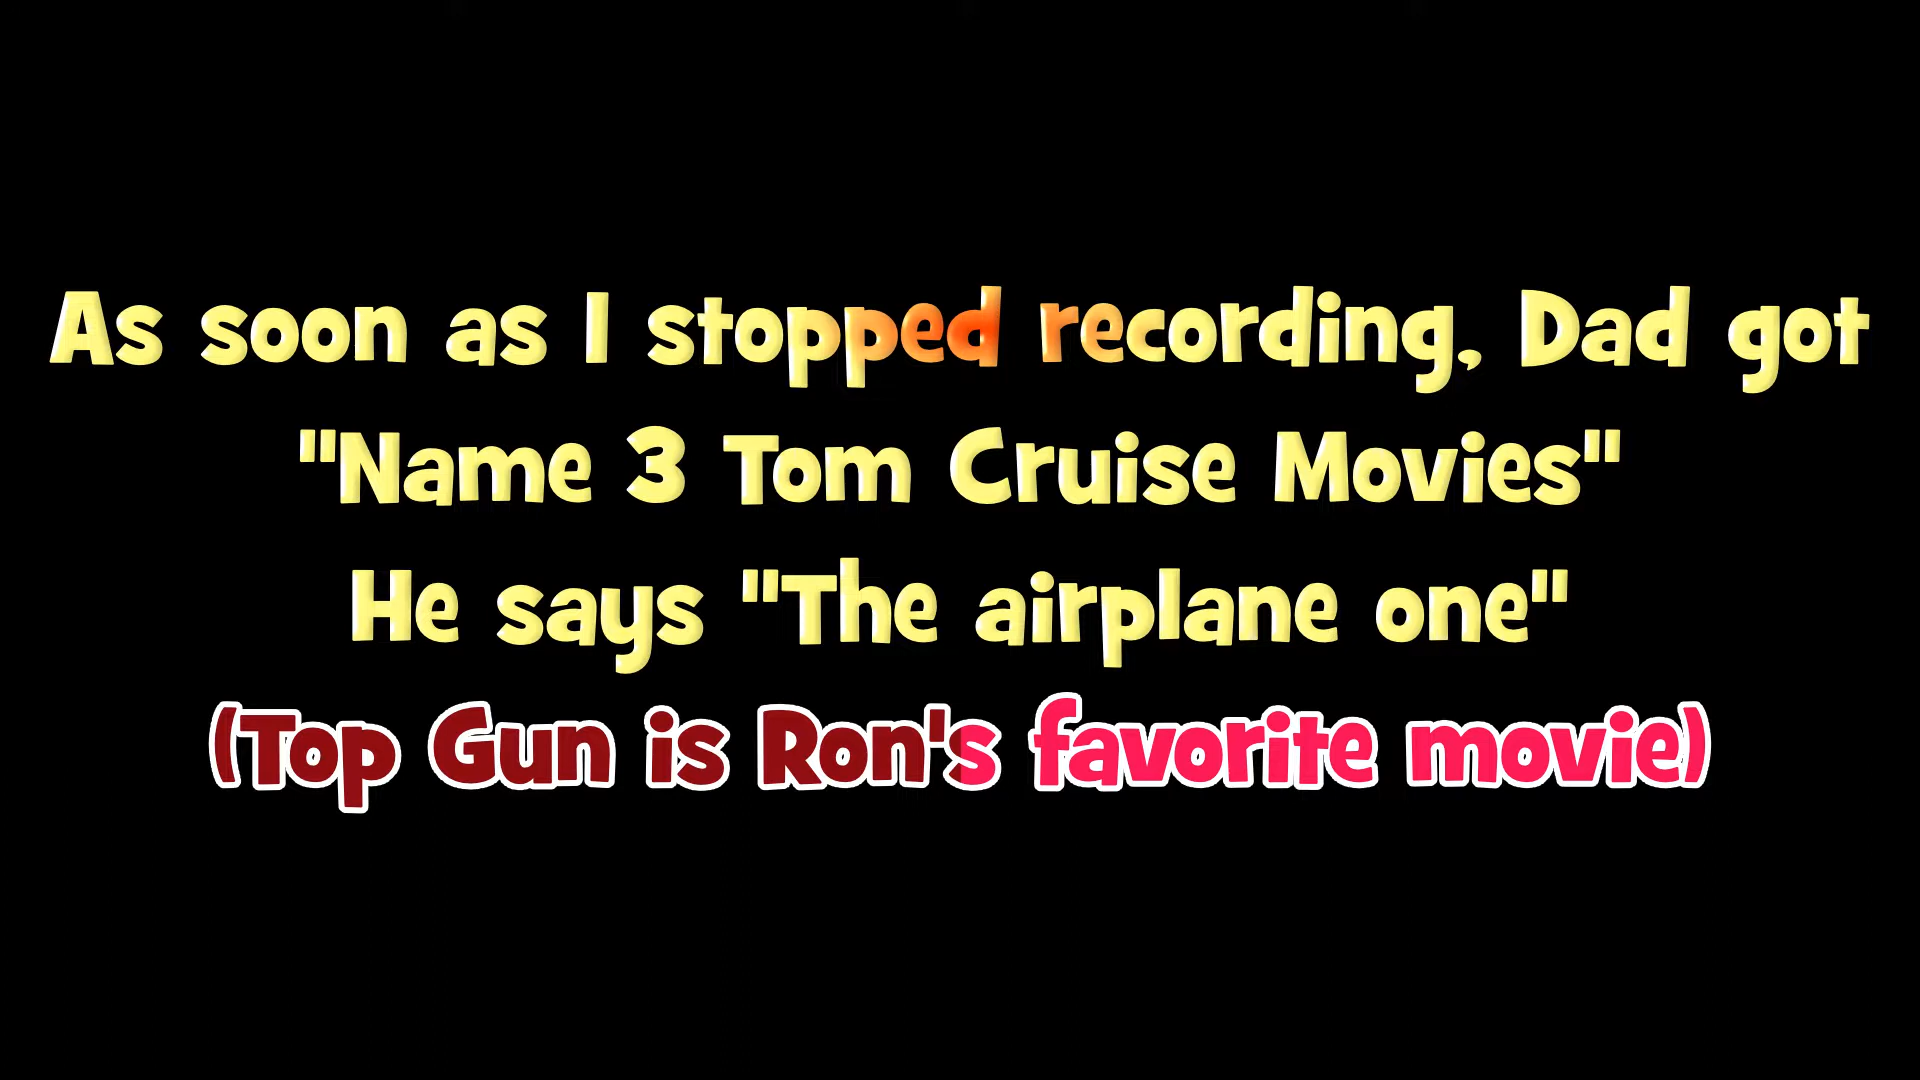 As soon as I stopped recording, Dad got
"Name 3 Tom Cruise Movies"
He says "The airplane one"
(Top Gun is Ron's favorite movie)